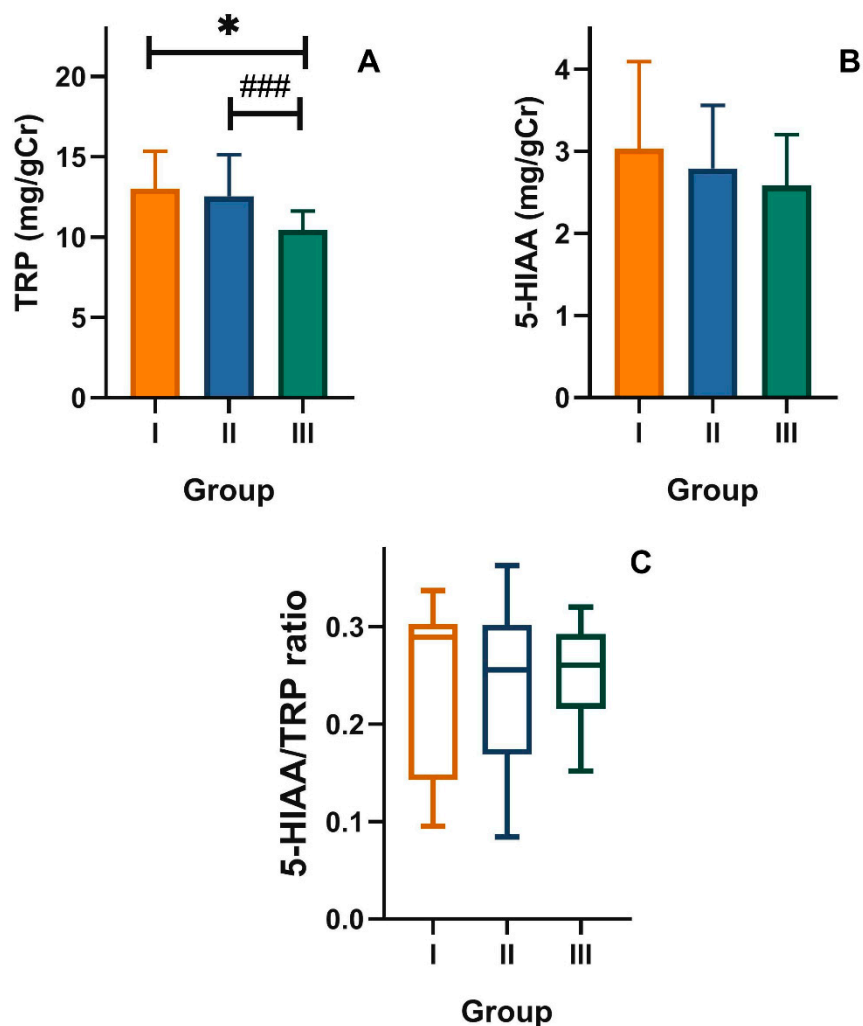 *
A
###
20
15
10
5
0
TRP (mg/gCr)
I II III
Group
B
4
3
2
1
0
5-HIAA (mg/gCr)
I II III
Group
C
0.3
0.2
0.1
0.0
5-HIAA/TRP ratio
I II III
Group